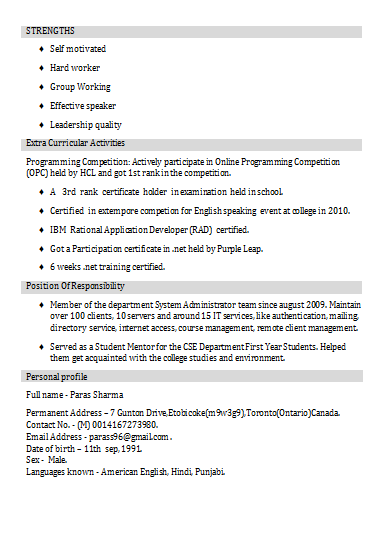 STRENGTHS
♦ Self motivated
♦ Hard worker
♦ Group Working
♦ Effective speaker
♦ Leadership quality
Extra Curricular Activities
Programming Competition: Actively participate in Online Programming Competition
(OPC) held by HCL and got 1st rank in the competition.
♦ A 3rd rank certificate holder in examination held in school.
♦ Certified in extempore competion for English speaking event at college in 2010.
♦ IBM Rational Application Developer (RAD) certified.
♦ Got a Participation certificate in .net held by Purple Leap.
♦ 6 weeks .net training certified.
Position Of Responsibility
♦ Member of the department System Administrator team since august 2009. Maintain
over 100 clients, 10 servers and around 15 IT services, like authentication, mailing,
directory service, internet access, course management, remote client management.
♦ Served as a Student Mentor for the CSE Department First Year Students. Helped
them get acquainted with the college studies and environment.
Personal profile
Full name - Paras Sharma
Permanent Address – 7 Gunton Drive,Etobicoke(m9w3g9),Toronto(Ontario)Canada.
Contact No. - (M) 0014167273980.
Email Address - parass96@gmail.com.
Date of birth – 11th sep,1991.
Sex - Male.
Languages known - American English, Hindi, Punjabi.